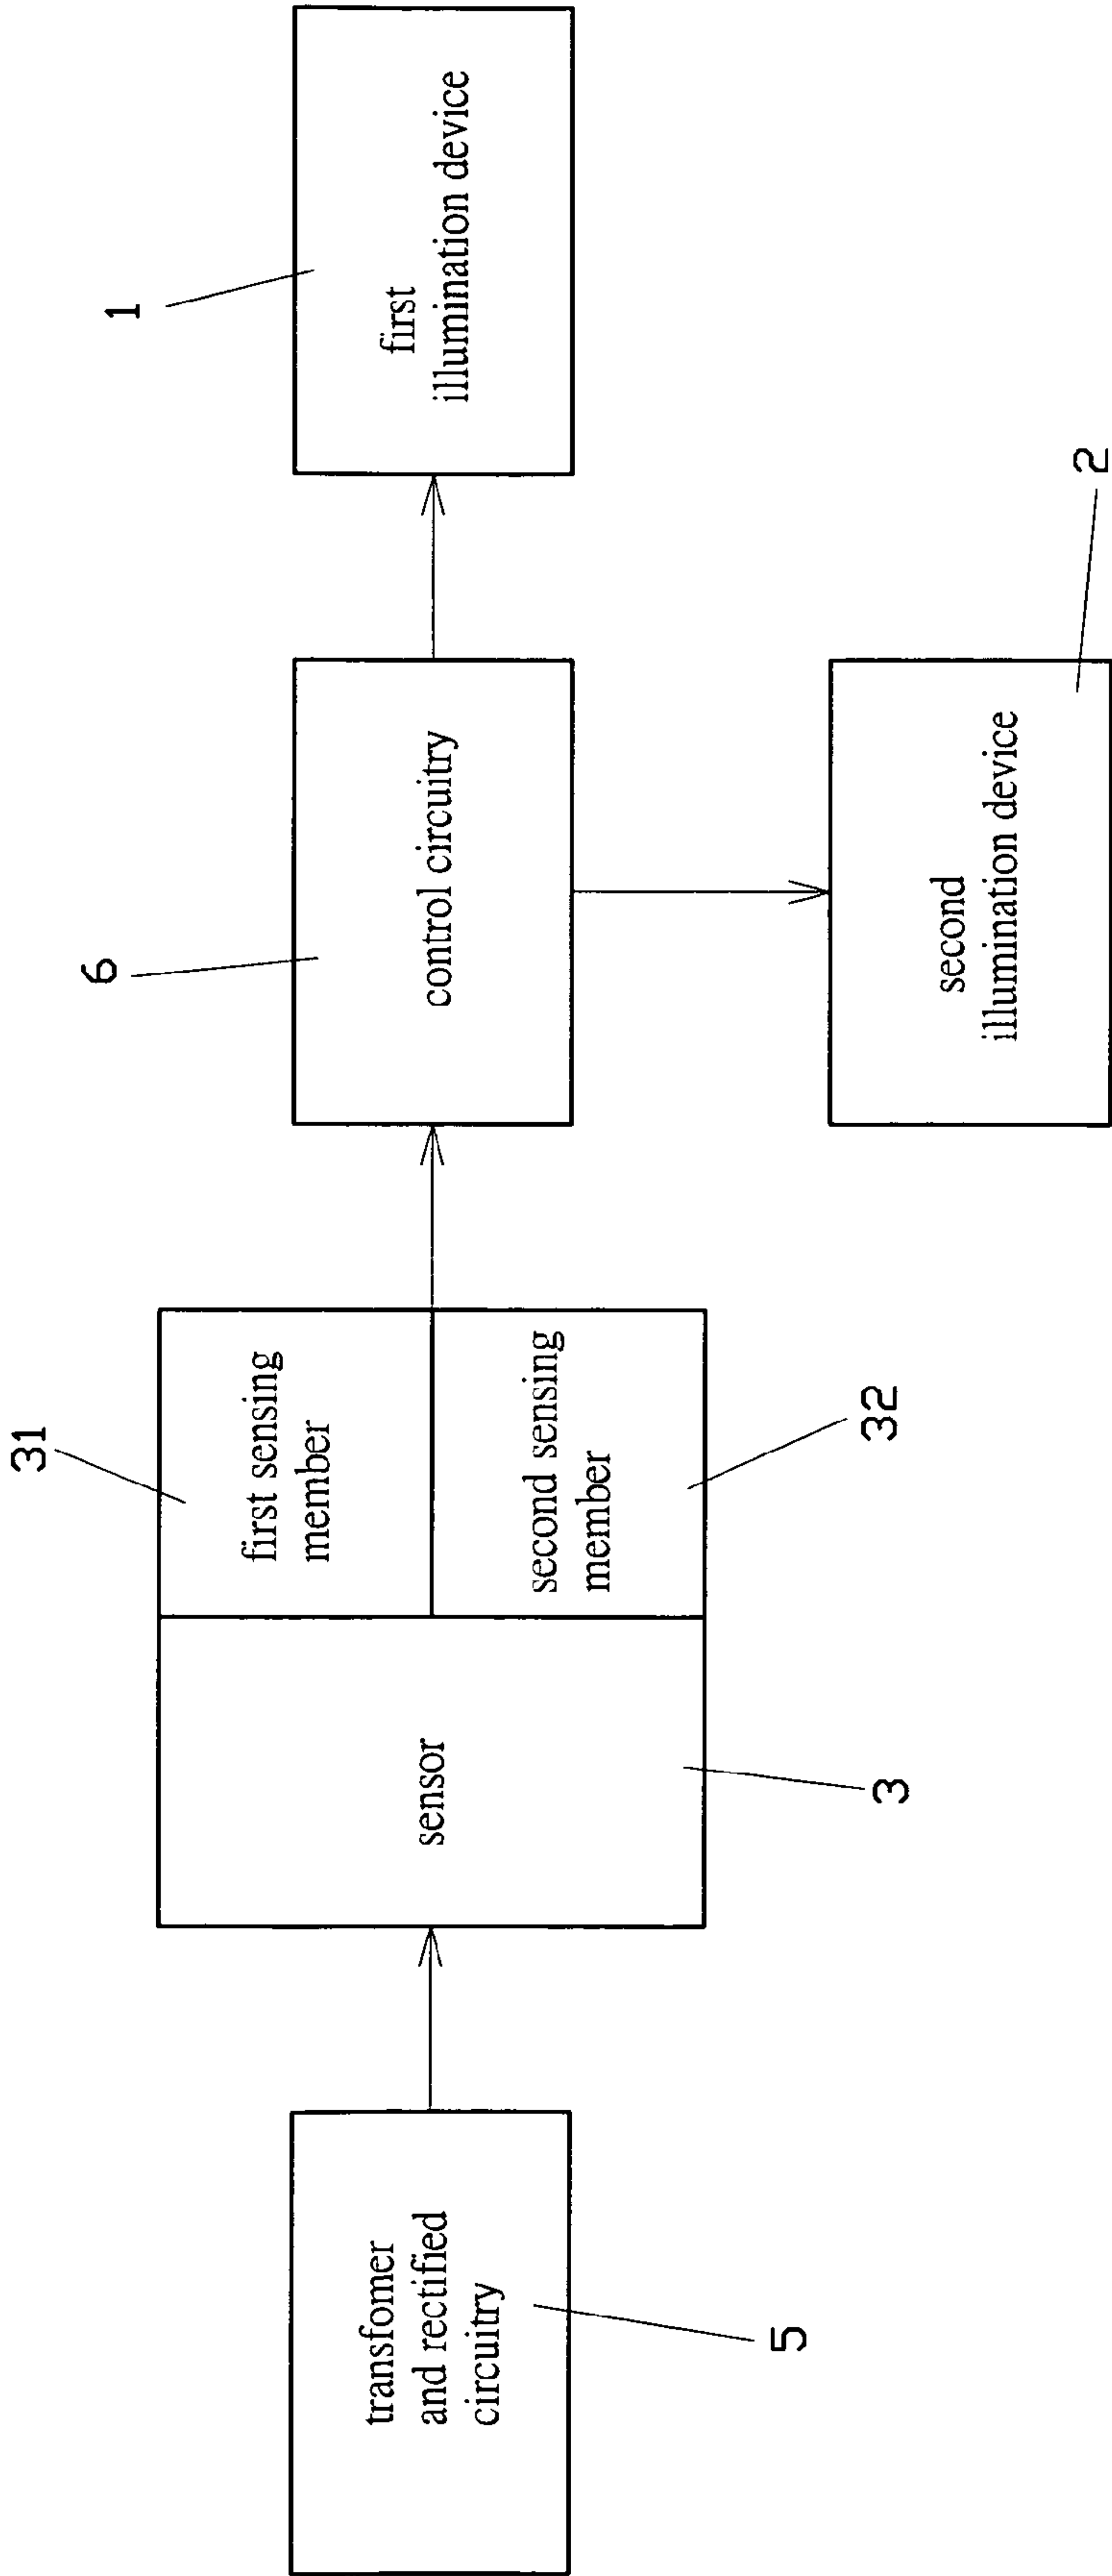 5
transfomer
and rectified
circuitry
3
sensor
31
first sensing
member
32
second sensing
member
6
control circuitry
1
first
illumination device
2
second
illumination device